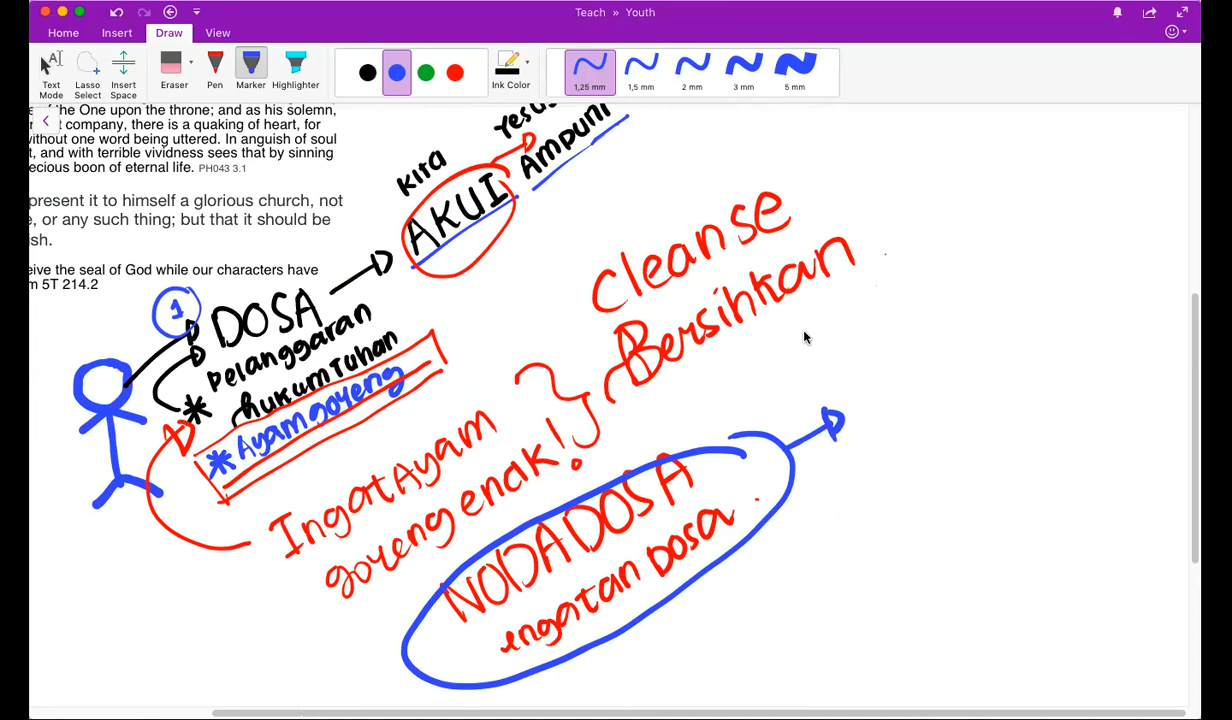 Teach » Youth
Home Insert Draw View
Text Mode
Lasso Select
Insert Space
Eraser
Pen
Marker
Highlighter
Ink Color
1,25 mm
1,5 mm
2 mm
3 mm
5 mm
of the One upon the throne; and as his solemn,
company, there is a quaking of heart, for
without one word being uttered. In anguish of soul
and with terrible vividness sees that by sinning
recious boon of eternal life. PH043 3.1
present it to himself a glorious church, not
or any such thing; but that it should be
eive the seal of God while our characters have
5T 214.2
Kita
Ampuni
AKUI
1
DOSA
Pelanggaran
hukum Tuhan
* Ayam goreng
Cleanse
Bersihkan
Ingat Ayam
goreng enak!
NODA DOSA
ingatan Dosa